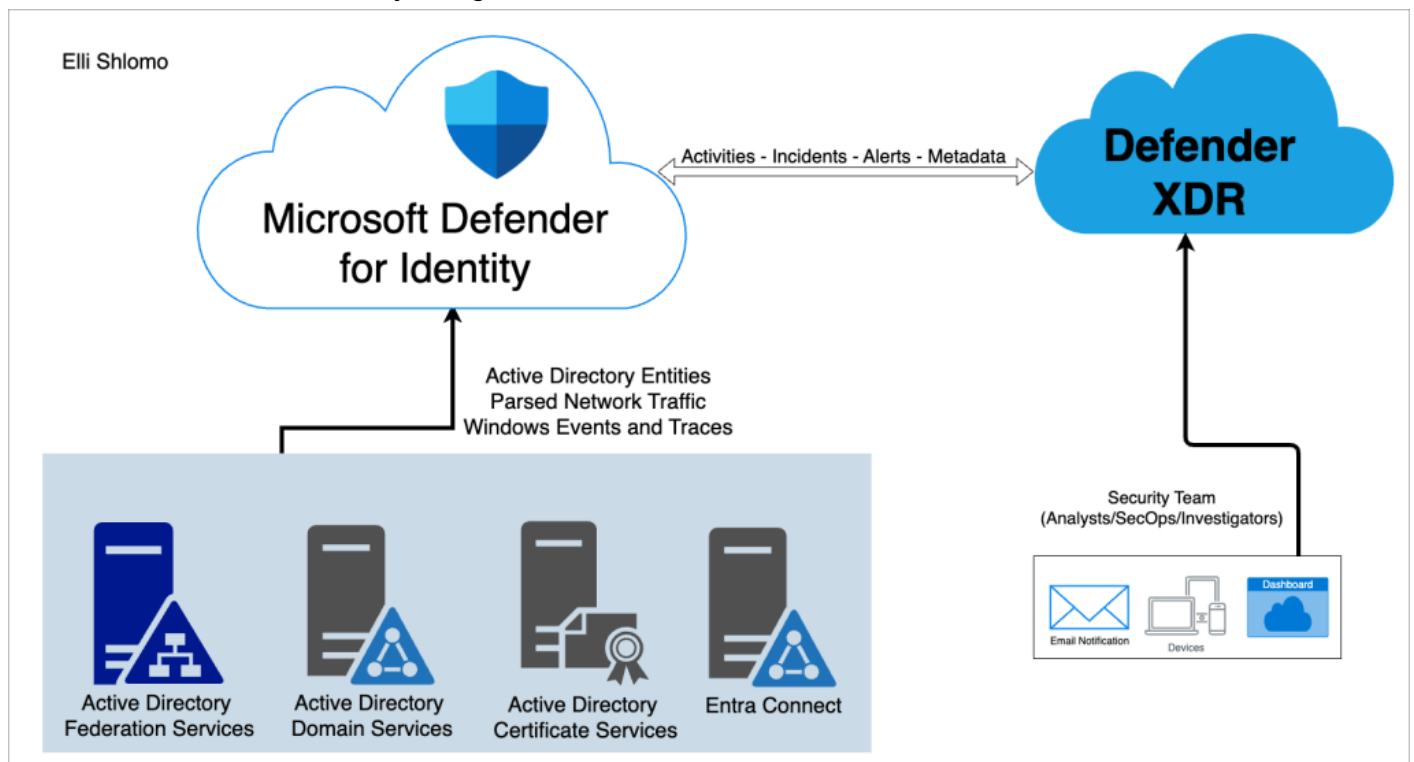 Elli Shlomo
Microsoft Defender
for Identity
Activities - Incidents - Alerts - Metadata
Defender
XDR
Active Directory Entities
Parsed Network Traffic
Windows Events and Traces
Active Directory
Federation Services
Active Directory
Domain Services
Active Directory
Certificate Services
Entra Connect
Security Team
(Analysts/SecOps/Investigators)
Email Notification
Devices
Dashboard